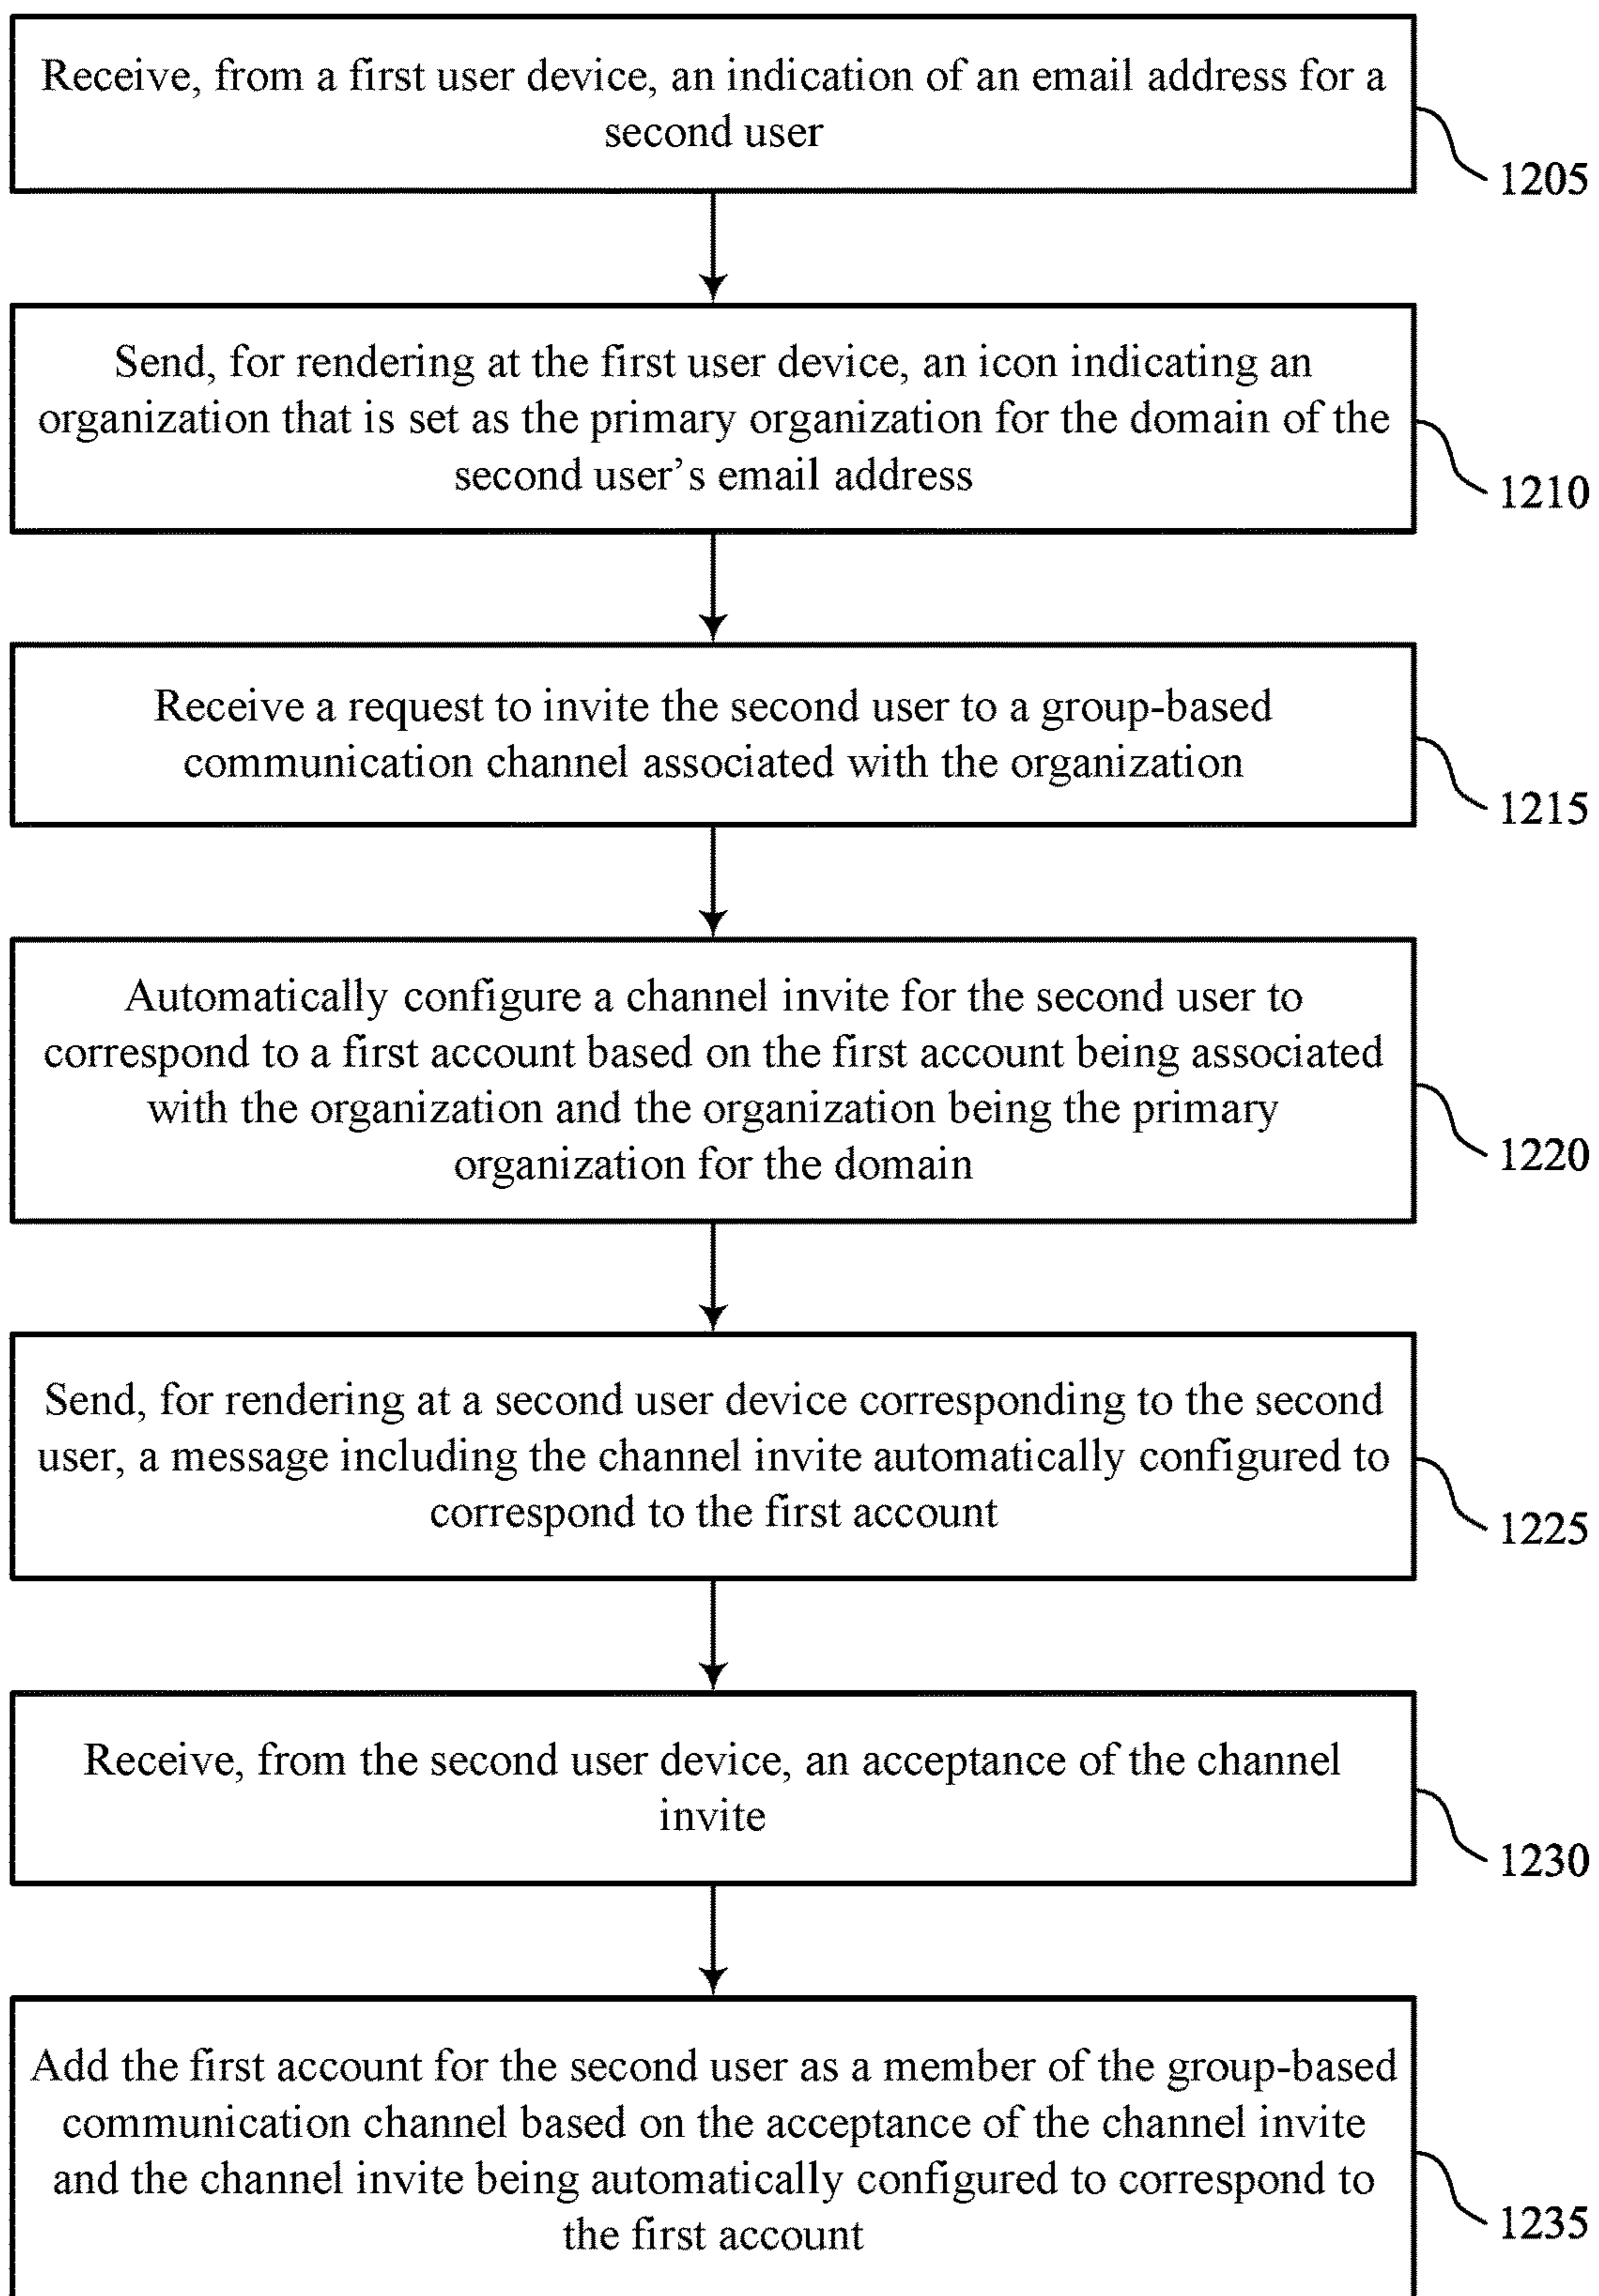 Receive, from a first user device, an indication of an email address for a
second user
1205
Send, for rendering at the first user device, an icon indicating an
organization that is set as the primary organization for the domain of the
second user’s email address
1210
Receive a request to invite the second user to a group-based
communication channel associated with the organization
1215
Automatically configure a channel invite for the second user to
correspond to a first account based on the first account being associated
with the organization and the organization being the primary
organization for the domain
1220
Send, for rendering at a second user device corresponding to the second
user, a message including the channel invite automatically configured to
correspond to the first account
1225
Receive, from the second user device, an acceptance of the channel
invite
1230
Add the first account for the second user as a member of the group-based
communication channel based on the acceptance of the channel invite
and the channel invite being automatically configured to correspond to
the first account
1235